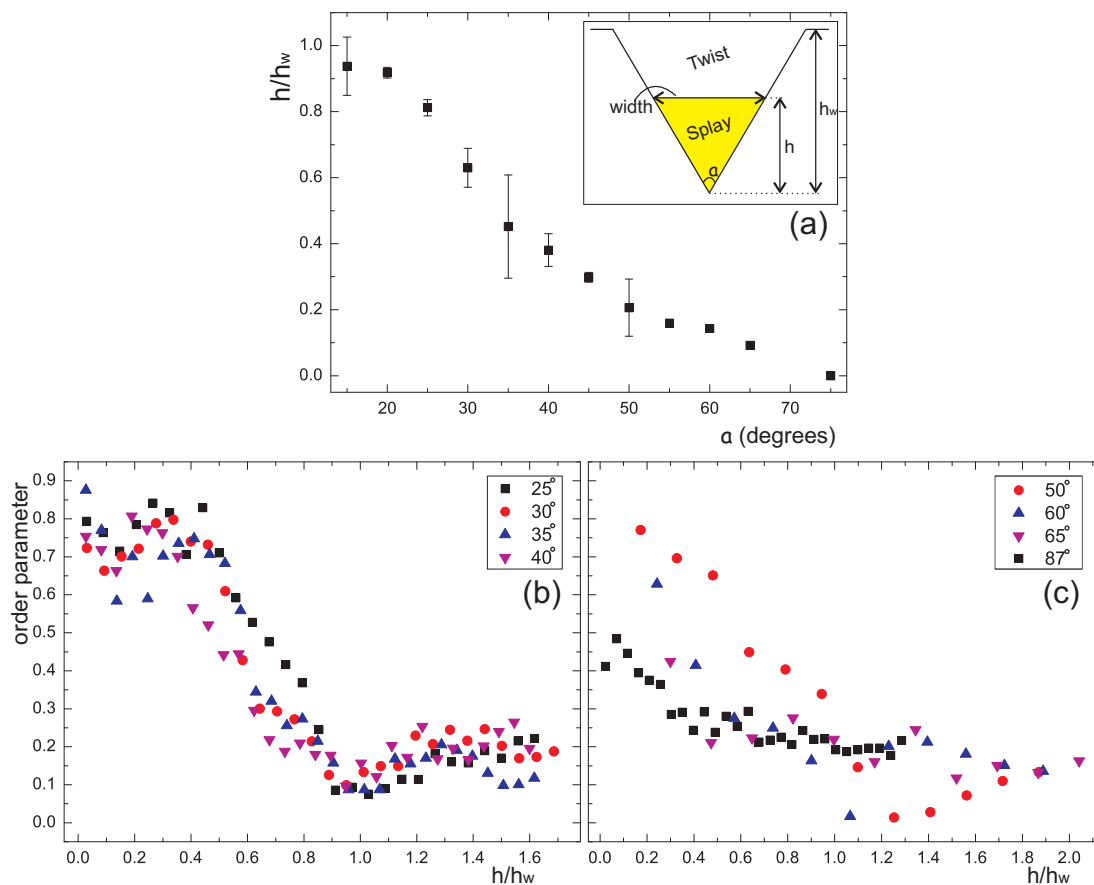 h/hw
1.0
0.8
0.6
0.4
0.2
0.0
20
30
40
50
60
70
α (degrees)
Twist
width
Splay
α
h
hw
(a)
order parameter
0.9
0.8
0.7
0.6
0.5
0.4
0.3
0.2
0.1
0.0
0.0 0.2 0.4 0.6 0.8 1.0 1.2 1.4 1.6
h/hw
25°
30°
35°
40°
(b)
50°
60°
65°
87°
(c)
0.0 0.2 0.4 0.6 0.8 1.0 1.2 1.4 1.6 1.8 2.0
h/hw